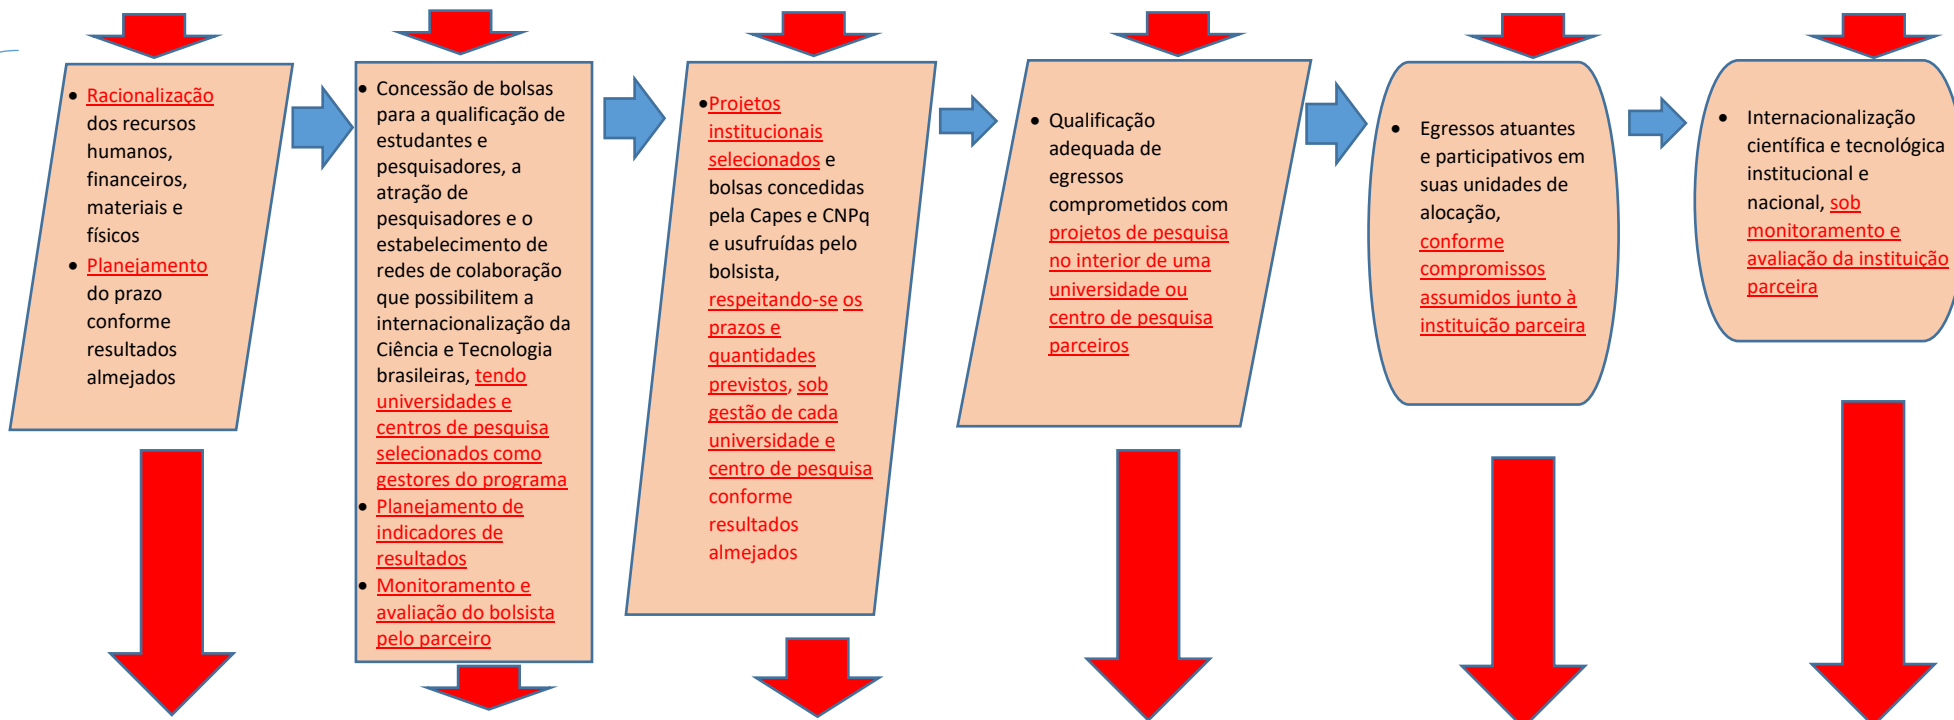 • Racionalização
dos recursos
humanos,
financeiros,
materiais e
físicos
• Planejamento
do prazo
conforme
resultados
almejados
• Concessão de bolsas
para a qualificação de
estudantes e
pesquisadores, a
atração de
pesquisadores e o
estabelecimento de
redes de colaboração
que possibilitem a
internacionalização da
Ciência e Tecnologia
brasileiras, tendo
universidades e
centros de pesquisa
selecionados como
gestores do programa
• Planejamento de
indicadores de
resultados
• Monitoramento e
avaliação do bolsista
pelo parceiro
•Projetos
institucionais
selecionados e
bolsas concedidas
pela Capes e CNPq
e usufruídas pelo
bolsista,
respeitando-se os
prazos e
quantidades
previstos, sob
gestão de cada
universidade e
centro de pesquisa
conforme
resultados
almejados
• Qualificação
adequada de
egressos
comprometidos com
projetos de pesquisa
no interior de uma
universidade ou
centro de pesquisa
parceiros
• Egressos atuantes
e participativos em
suas unidades de
alocação,
conforme
compromissos
assumidos junto à
instituição parceira
• Internacionalização
científica e tecnológica
institucional e
nacional, sob
monitoramento e
avaliação da instituição
parceira